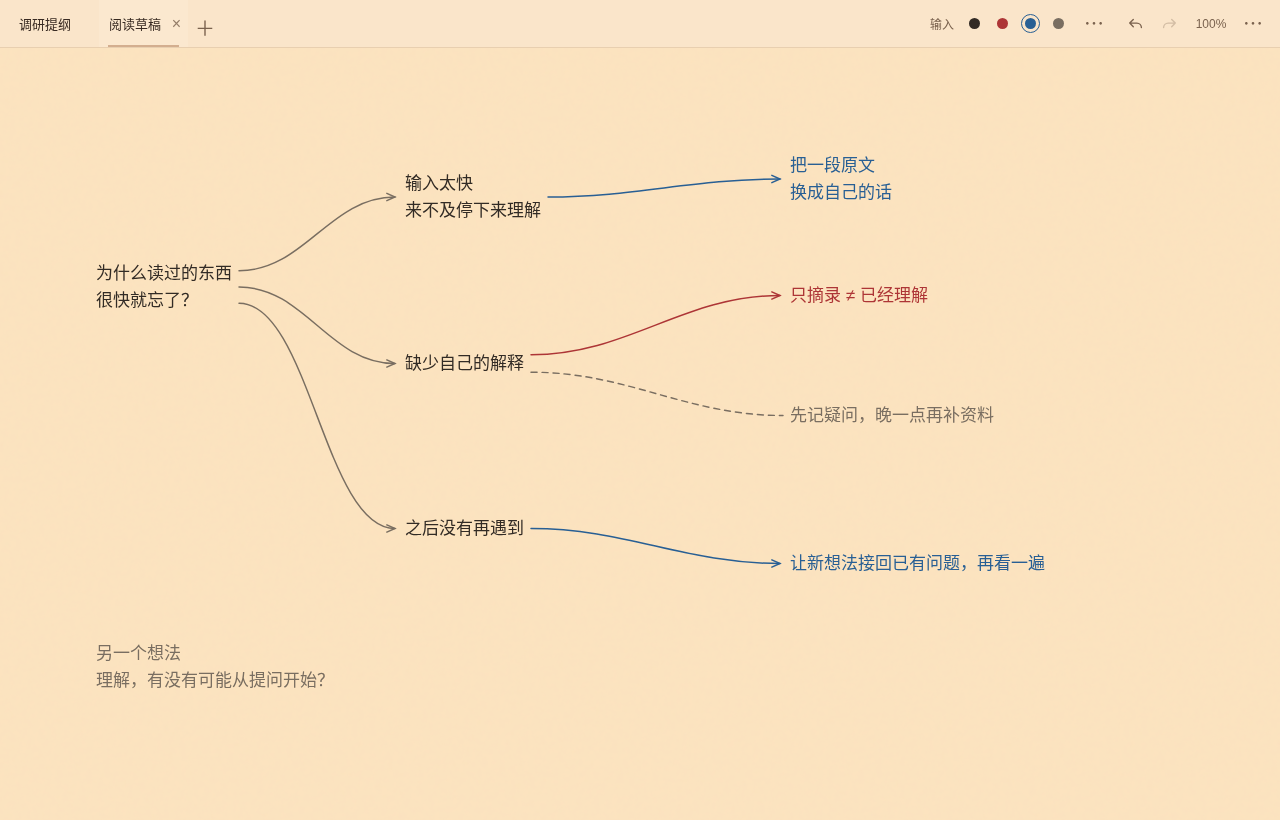 调研提纲
阅读草稿 ×
输入
100%
把一段原文
换成自己的话
输入太快
来不及停下来理解
为什么读过的东西
很快就忘了？
只摘录 ≠ 已经理解
缺少自己的解释
先记疑问，晚一点再补资料
之后没有再遇到
让新想法接回已有问题，再看一遍
另一个想法
理解，有没有可能从提问开始？